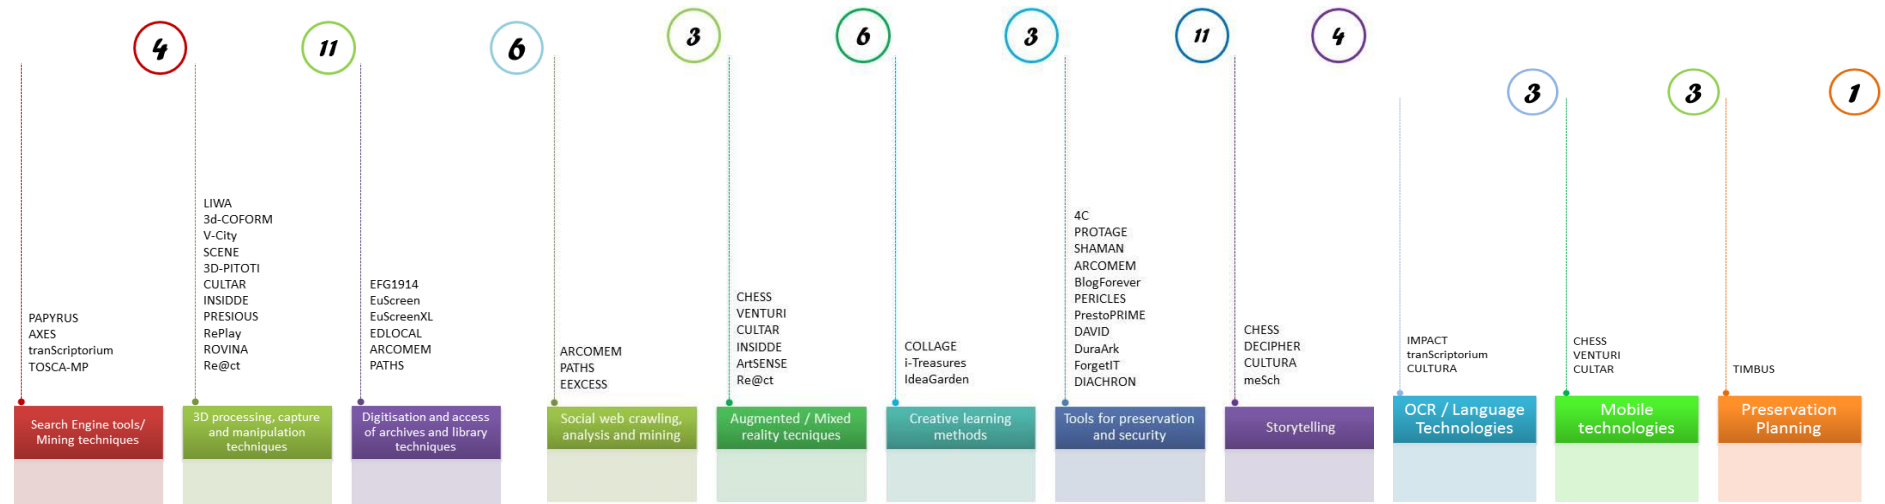 4
11
6
3
6
3
11
4
3
3
1
PAPYRUS
AXES
tranScriptorium
TOSCA-MP
Search Engine tools/
Mining techniques
LIWA
3d-COFORM
V-City
SCENE
3D-PITOTI
CULTAR
INSIDDE
PRESIOUS
RePlay
ROVINA
Re@ct
3D processing, capture
and manipulation
techniques
EFG1914
EuScreen
EuScreenXL
EDLOCAL
ARCOMEM
PATHS
Digitisation and access
of archives and library
techniques
ARCOMEM
PATHS
EEXCESS
Social web crawling,
analysis and mining
CHESS
VENTURI
CULTAR
INSIDDE
ArtSENSE
Re@ct
Augmented / Mixed
reality tecniques
COLLAGE
i-Treasures
IdeaGarden
Creative learning
methods
4C
PROTAGE
SHAMAN
ARCOMEM
BlogForever
PERICLES
PrestoPRIME
DAVID
DuraArk
ForgetIT
DIACHRON
Tools for preservation
and security
CHESS
DECIPHER
CULTURA
meSch
Storytelling
IMPACT
tranScriptorium
CULTURA
OCR / Language
Technologies
CHESS
VENTURI
CULTAR
Mobile
technologies
TIMBUS
Preservation
Planning